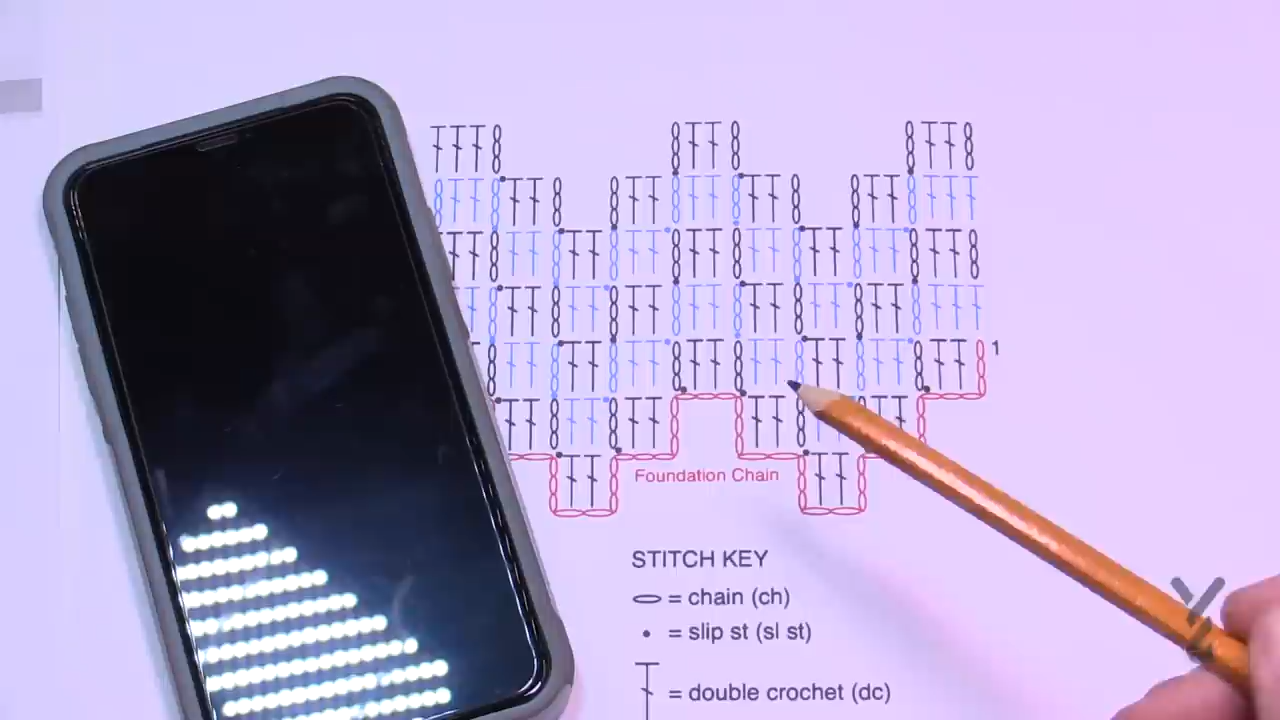 1
Foundation Chain
STITCH KEY
= chain (ch)
= slip st (sl st)
= double crochet (dc)